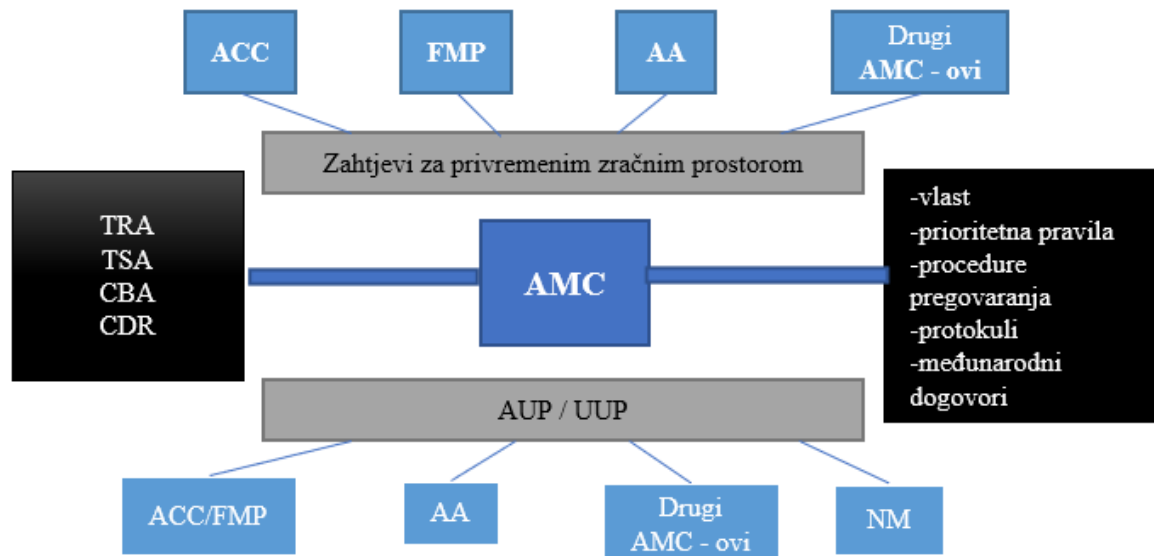 ACC
FMP
AA
Drugi
AMC - ovi
Zahtjevi za privremenim zračnim prostorom
TRA
TSA
CBA
CDR
AMC
-vlast
-prioritetna pravila
-procedure
pregovaranja
-protokuli
-međunarodni
dogovori
AUP / UUP
ACC/FMP
AA
Drugi
AMC - ovi
NM